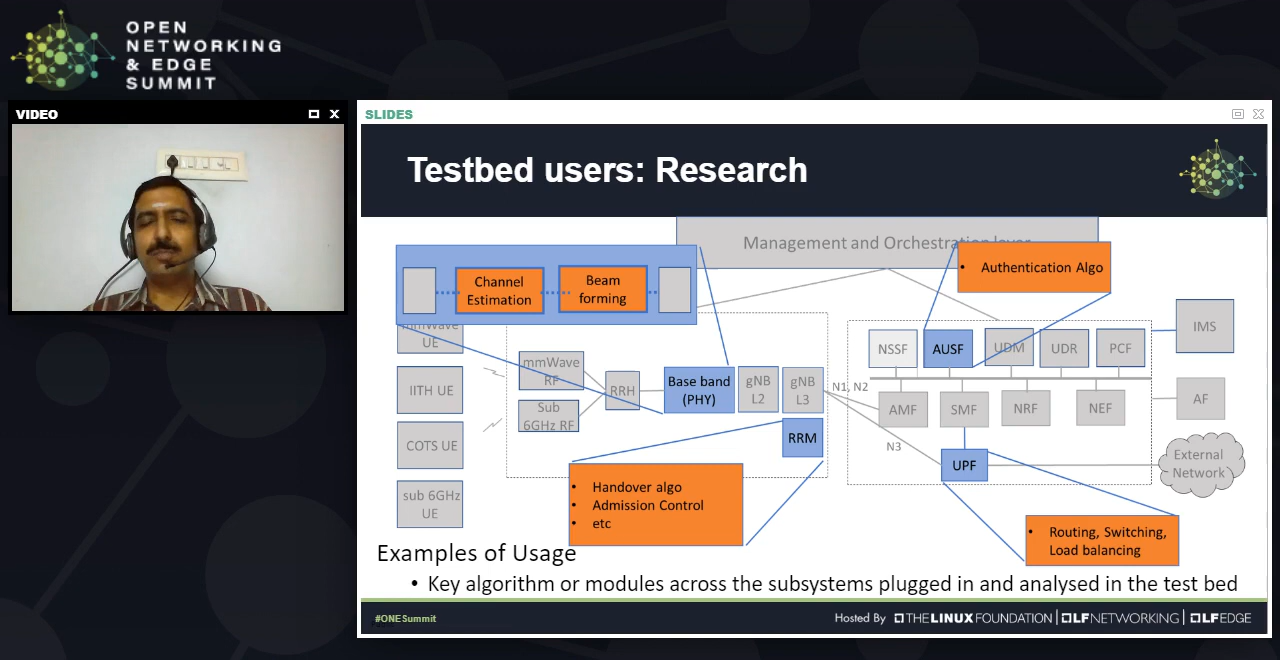 OPEN
NETWORKING
& EDGE
SUMMIT
VIDEO
X
SLIDES
Testbed users: Research
Management and Orchestration layer
Authentication Algo
Channel
Estimation
Beam
forming
mmWave
UE
IITH UE
COTS UE
sub 6GHz
UE
mmWave
RF
Sub
6GHz RF
RRH
Base band
(PHY)
gNB
L2
gNB
L3
RRM
N1, N2
N3
NSSF
AUSF
UDM
UDR
PCF
AMF
SMF
NRF
NEF
UPF
IMS
AF
External
Network
• Handover algo
• Admission Control
• etc
• Routing, Switching,
Load balancing
Examples of Usage
• Key algorithm or modules across the subsystems plugged in and analysed in the test bed
#ONESummit
Hosted By THE LINUX FOUNDATION | LF NETWORKING | LF EDGE